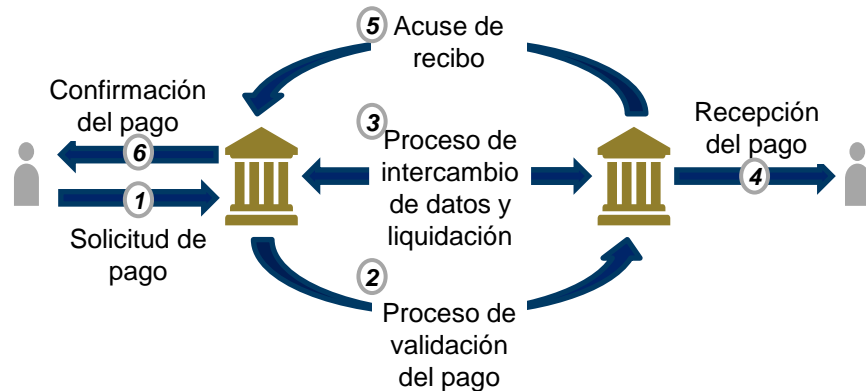 5 Acuse de
recibo
Confirmación
del pago
6
1
Solicitud de
pago
3
Proceso de
intercambio
de datos y
liquidación
Recepción
del pago
4
2
Proceso de
validación
del pago